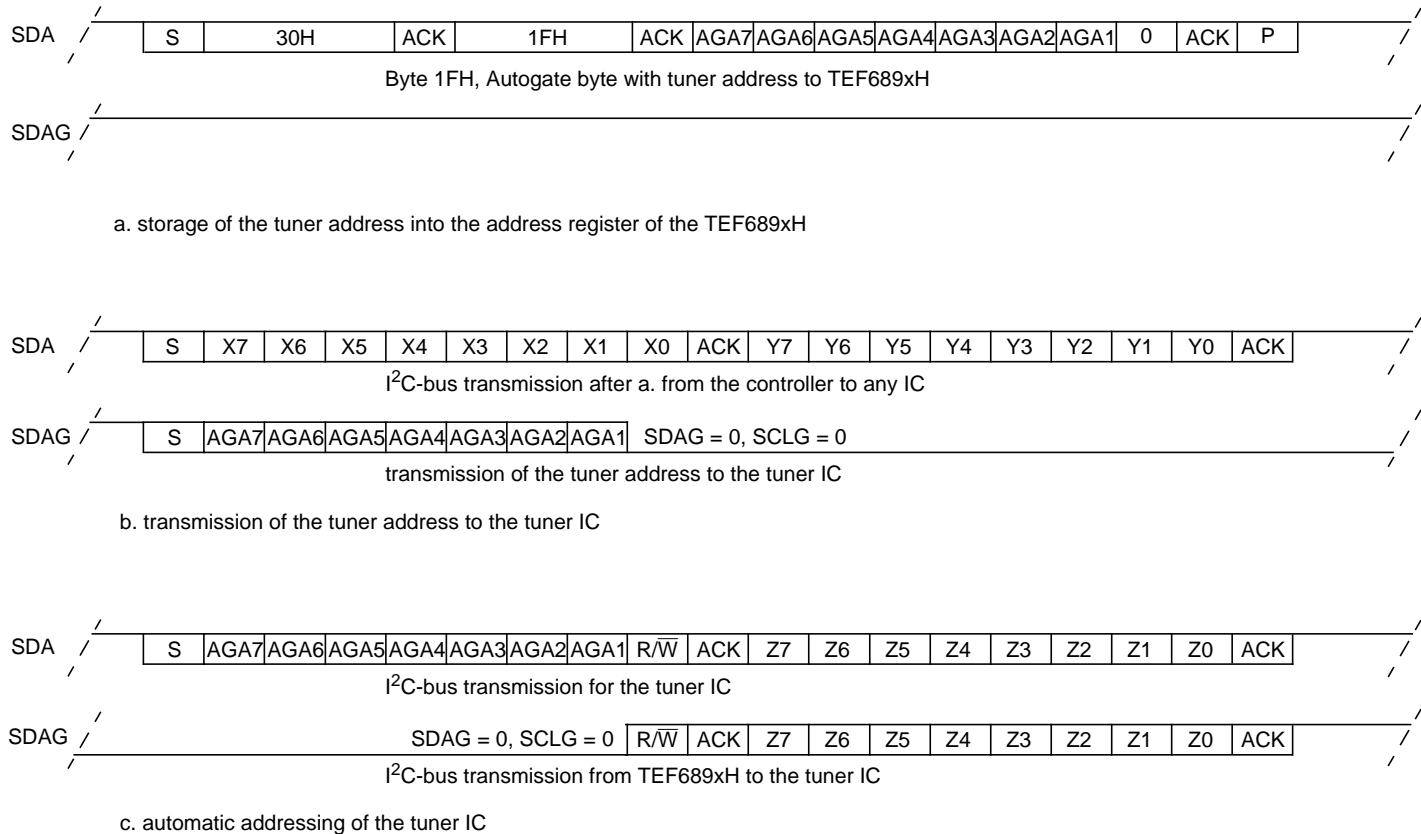 SDA S 30H ACK 1FH ACK AGA7 AGA6 AGA5 AGA4 AGA3 AGA2 AGA1 0 ACK P
Byte 1FH, Autogate byte with tuner address to TEF689xH
SDAG
a. storage of the tuner address into the address register of the TEF689xH
SDA S X7 X6 X5 X4 X3 X2 X1 X0 ACK Y7 Y6 Y5 Y4 Y3 Y2 Y1 Y0 ACK
I²C-bus transmission after a. from the controller to any IC
SDAG S AGA7 AGA6 AGA5 AGA4 AGA3 AGA2 AGA1 SDAG = 0, SCLG = 0
transmission of the tuner address to the tuner IC
b. transmission of the tuner address to the tuner IC
SDA S AGA7 AGA6 AGA5 AGA4 AGA3 AGA2 AGA1 R/W̅ ACK Z7 Z6 Z5 Z4 Z3 Z2 Z1 Z0 ACK
I²C-bus transmission for the tuner IC
SDAG SDAG = 0, SCLG = 0 R/W̅ ACK Z7 Z6 Z5 Z4 Z3 Z2 Z1 Z0 ACK
I²C-bus transmission from TEF689xH to the tuner IC
c. automatic addressing of the tuner IC